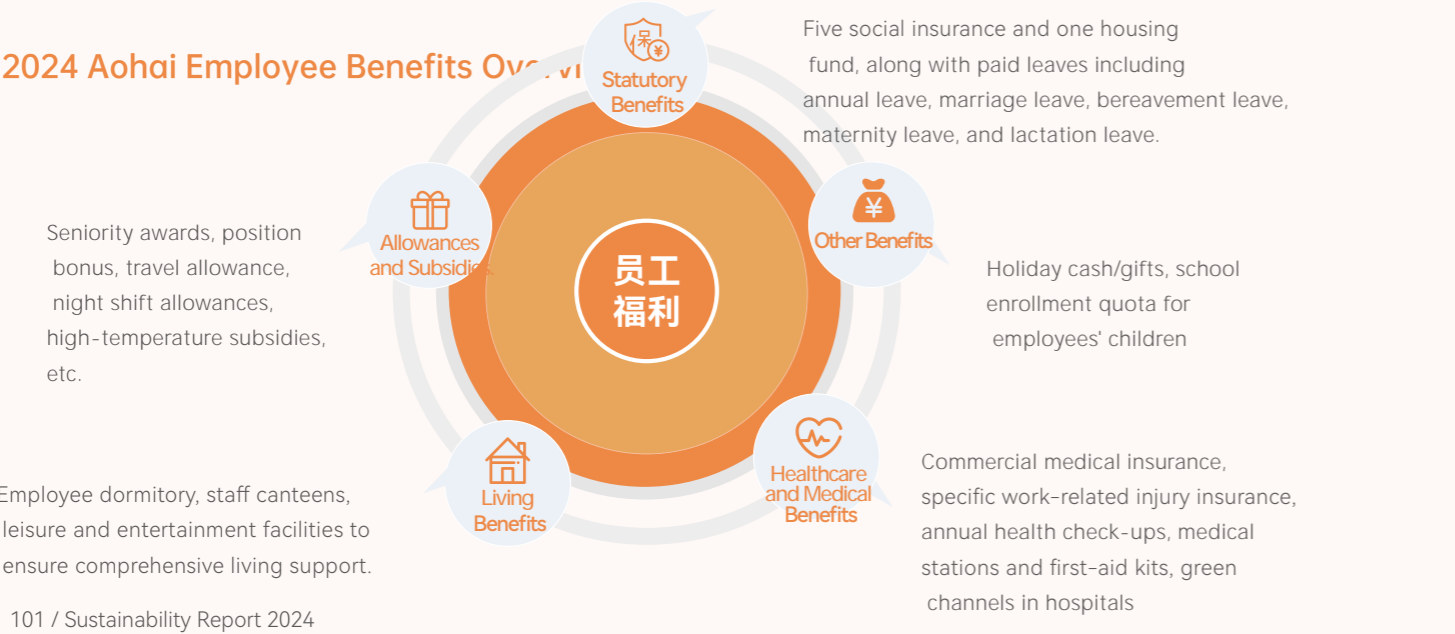 2024 Aohai Employee Benefits Overvi
保
¥
Statutory
Benefits
Five social insurance and one housing
fund, along with paid leaves including
annual leave, marriage leave, bereavement leave,
maternity leave, and lactation leave.
Allowances
and Subsidies
Seniority awards, position
bonus, travel allowance,
night shift allowances,
high-temperature subsidies,
etc.
员工
福利
¥
Other Benefits
Holiday cash/gifts, school
enrollment quota for
employees' children
Living
Benefits
Employee dormitory, staff canteens,
leisure and entertainment facilities to
ensure comprehensive living support.
Healthcare
and Medical
Benefits
Commercial medical insurance,
specific work-related injury insurance,
annual health check-ups, medical
stations and first-aid kits, green
channels in hospitals
101 / Sustainability Report 2024